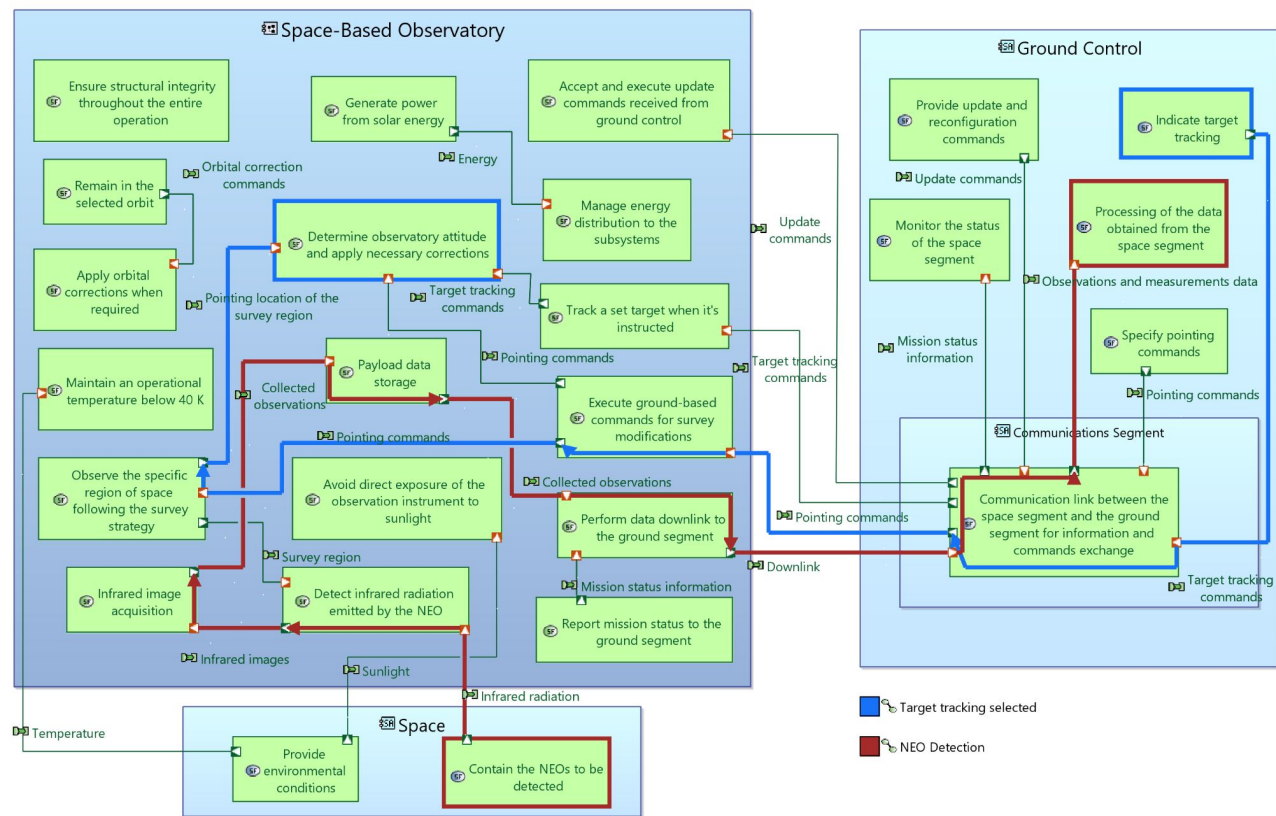 Space-Based Observatory
Ensure structural integrity
throughout the entire
operation
Generate power
from solar energy
Accept and execute update
commands received from
ground control
Energy
Orbital correction
commands
Remain in the
selected orbit
Manage energy
distribution to the
subsystems
Determine observatory attitude
and apply necessary corrections
Apply orbital
corrections when
required
Pointing location of the
survey region
Target tracking
commands
Track a set target when it's
instructed
Pointing commands
Payload data
storage
Maintain an operational
temperature below 40 K
Collected
observations
Execute ground-based
commands for survey
modifications
Pointing commands
Observe the specific
region of space
following the survey
strategy
Avoid direct exposure of the
observation instrument to
sunlight
Collected observations
Perform data downlink to
the ground segment
Survey region
Mission status information
Infrared image
acquisition
Detect infrared radiation
emitted by the NEO
Report mission status to the
ground segment
Infrared images
Sunlight
Infrared radiation
Temperature
Space
Provide
environmental
conditions
Contain the NEOs to be
detected
Update
commands
Target tracking
commands
Pointing commands
Downlink
Ground Control
Provide update and
reconfiguration
commands
Indicate target
tracking
Update commands
Monitor the status
of the space
segment
Processing of the data
obtained from the
space segment
Observations and measurements data
Mission status
information
Specify pointing
commands
Pointing commands
Communications Segment
Communication link between the
space segment and the ground
segment for information and
commands exchange
Target tracking
commands
Target tracking selected
NEO Detection